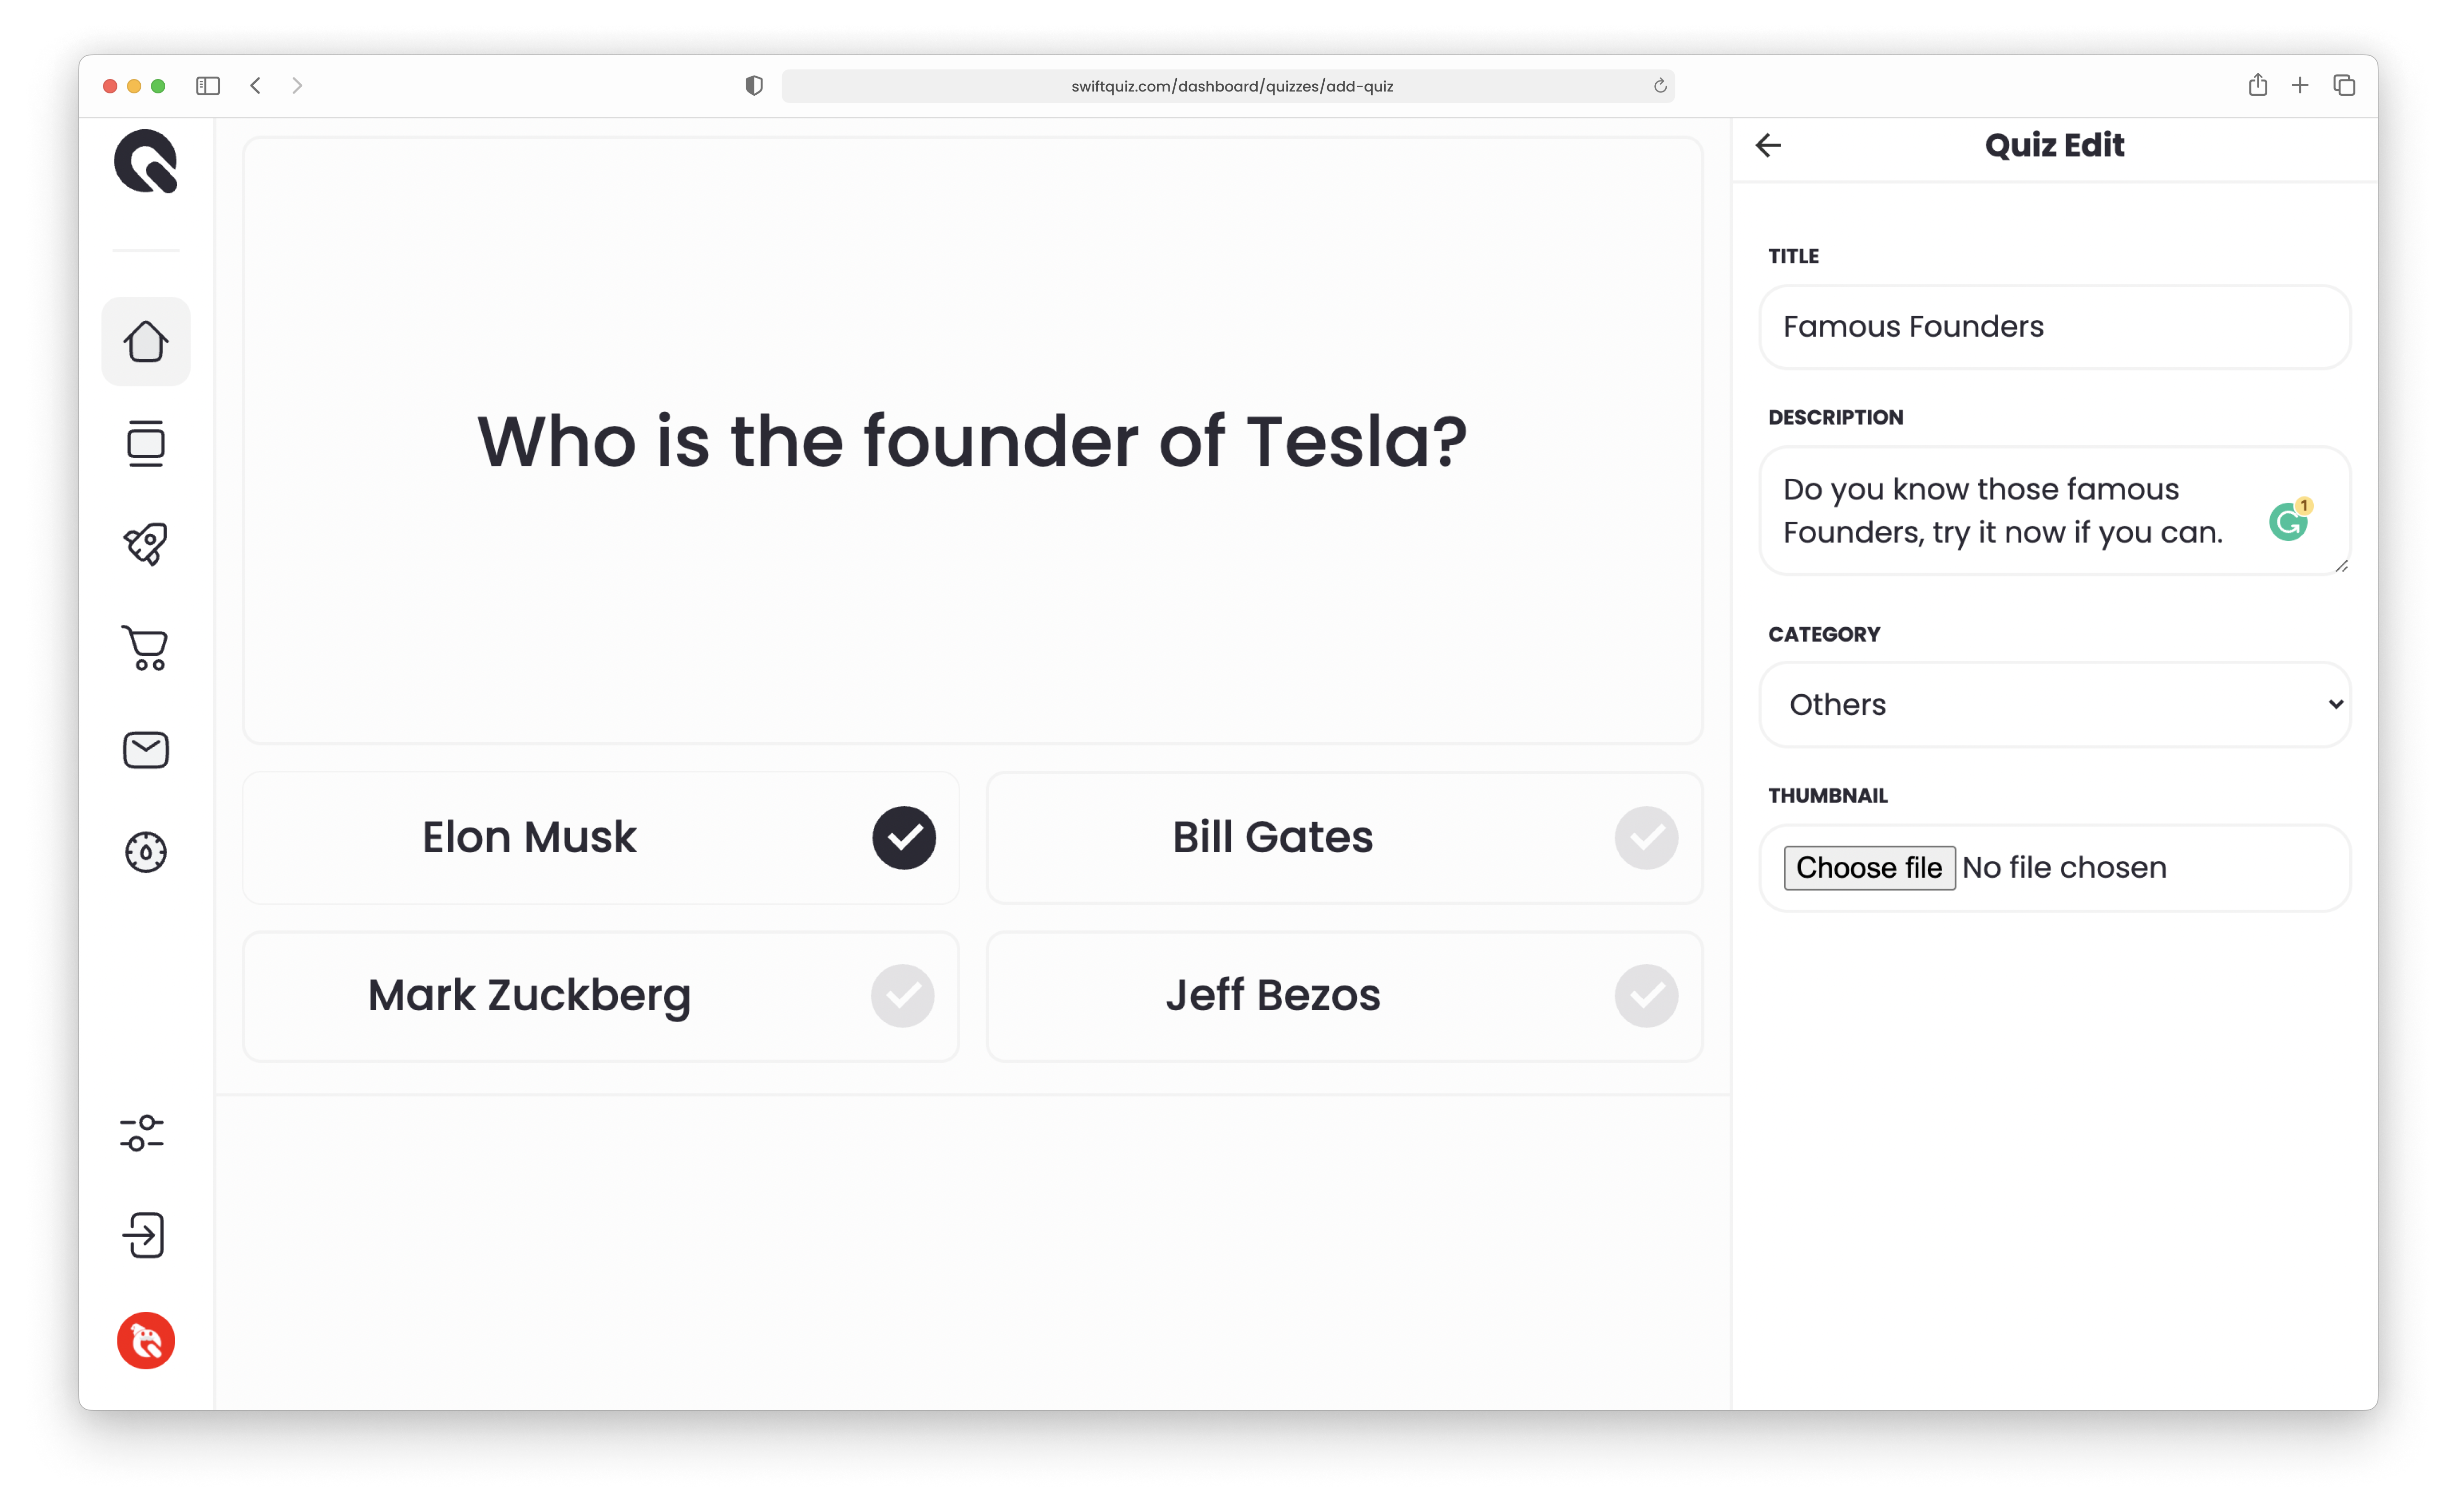 swiftquiz.com/dashboard/quizzes/add-quiz
Who is the founder of Tesla?
Elon Musk
Bill Gates
Mark Zuckberg
Jeff Bezos
Quiz Edit
TITLE
Famous Founders
DESCRIPTION
Do you know those famous
Founders, try it now if you can.
1
CATEGORY
Others
THUMBNAIL
Choose file No file chosen